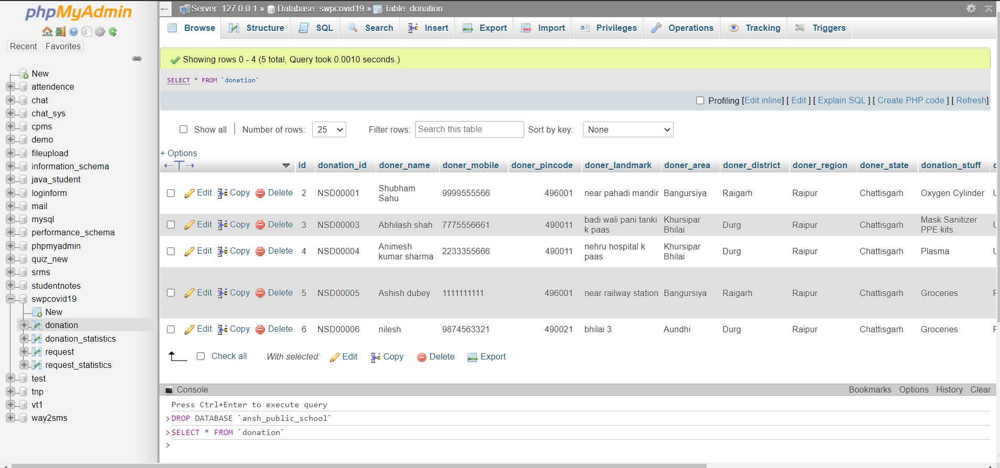 phpMyAdmin
Recent Favorites
New
attendence
chat
chat_sys
cpms
demo
fileupload
information_schema
java_student
loginform
mail
mysql
performance_schema
phpmyadmin
quiz_new
srms
studentnotes
swpcovid19
New
donation
donation_statistics
request
request_statistics
test
tnp
vt1
way2sms
Server: 127.0.0.1 » Database: swpcovid19 » Table: donation
Browse Structure SQL Search Insert Export Import Privileges Operations Tracking Triggers
Showing rows 0 - 4 (5 total, Query took 0.0010 seconds.)
SELECT * FROM `donation`
Profiling [Edit inline] [ Edit ] [ Explain SQL ] [ Create PHP code ] [ Refresh]
Show all | Number of rows: 25 Filter rows: Search this table Sort by key: None
+ Options
←T→ id donation_id doner_name doner_mobile doner_pincode doner_landmark doner_area doner_district doner_region doner_state donation_stuff
Edit Copy Delete 2 NSD00001 Shubham Sahu 9999555566 496001 near pahadi mandir Bangursiya Raigarh Raipur Chattisgarh Oxygen Cylinder
Edit Copy Delete 3 NSD00003 Abhilash shah 7775556661 490011 badi wali pani tanki k paas Khursipar Bhilai Durg Raipur Chattisgarh Mask Sanitizer PPE kits
Edit Copy Delete 4 NSD00004 Animesh kumar sharma 2233355666 490011 nehru hospital k paas Khursipar Bhilai Durg Raipur Chattisgarh Plasma
Edit Copy Delete 5 NSD00005 Ashish dubey 1111111111 496001 near railway station Bangursiya Raigarh Raipur Chattisgarh Groceries
Edit Copy Delete 6 NSD00006 nilesh 9874563321 490021 bhilai 3 Aundhi Durg Raipur Chattisgarh Groceries
Check all With selected: Edit Copy Delete Export
Console Bookmarks Options History Clear
Press Ctrl+Enter to execute query
>DROP DATABASE `ansh_public_school`
>SELECT * FROM `donation`
>